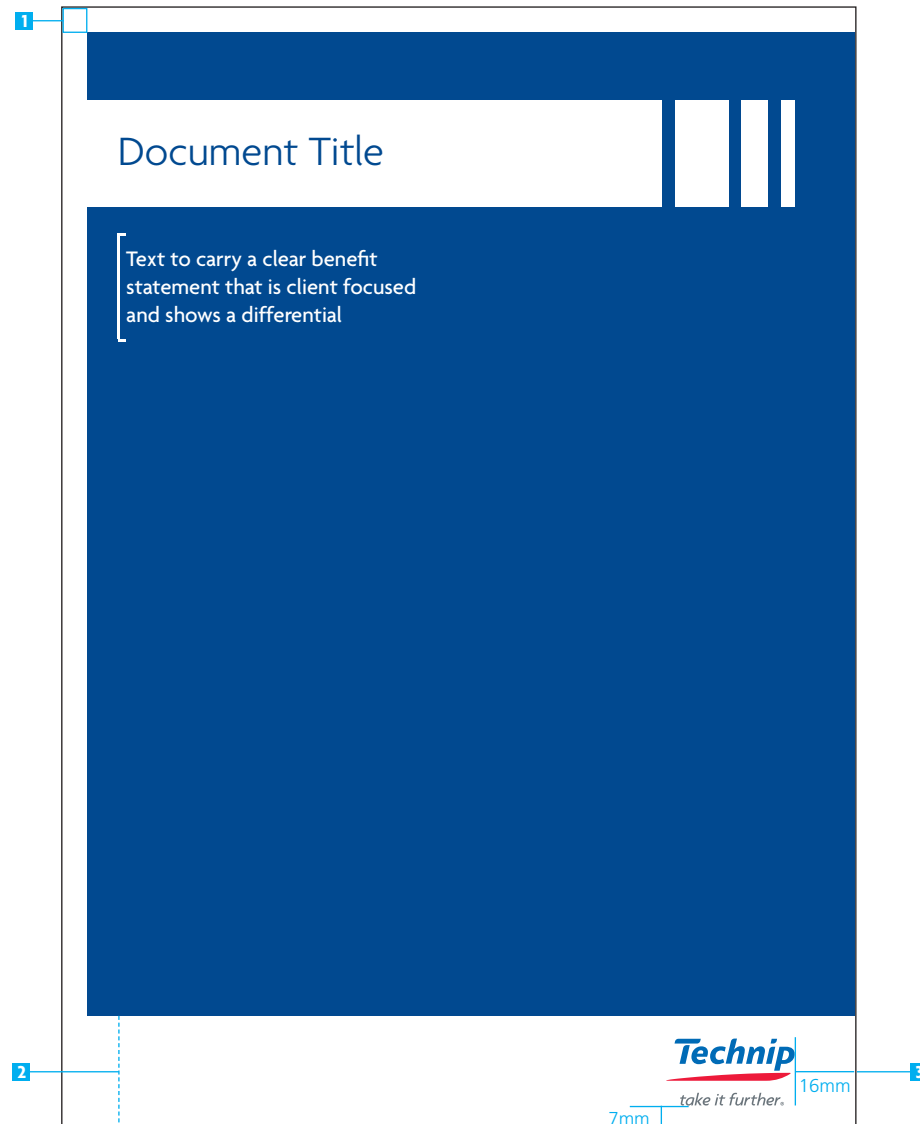 1
Document Title
Text to carry a clear benefit
statement that is client focused
and shows a differential
2
Technip
3
16mm
take it further.
7mm